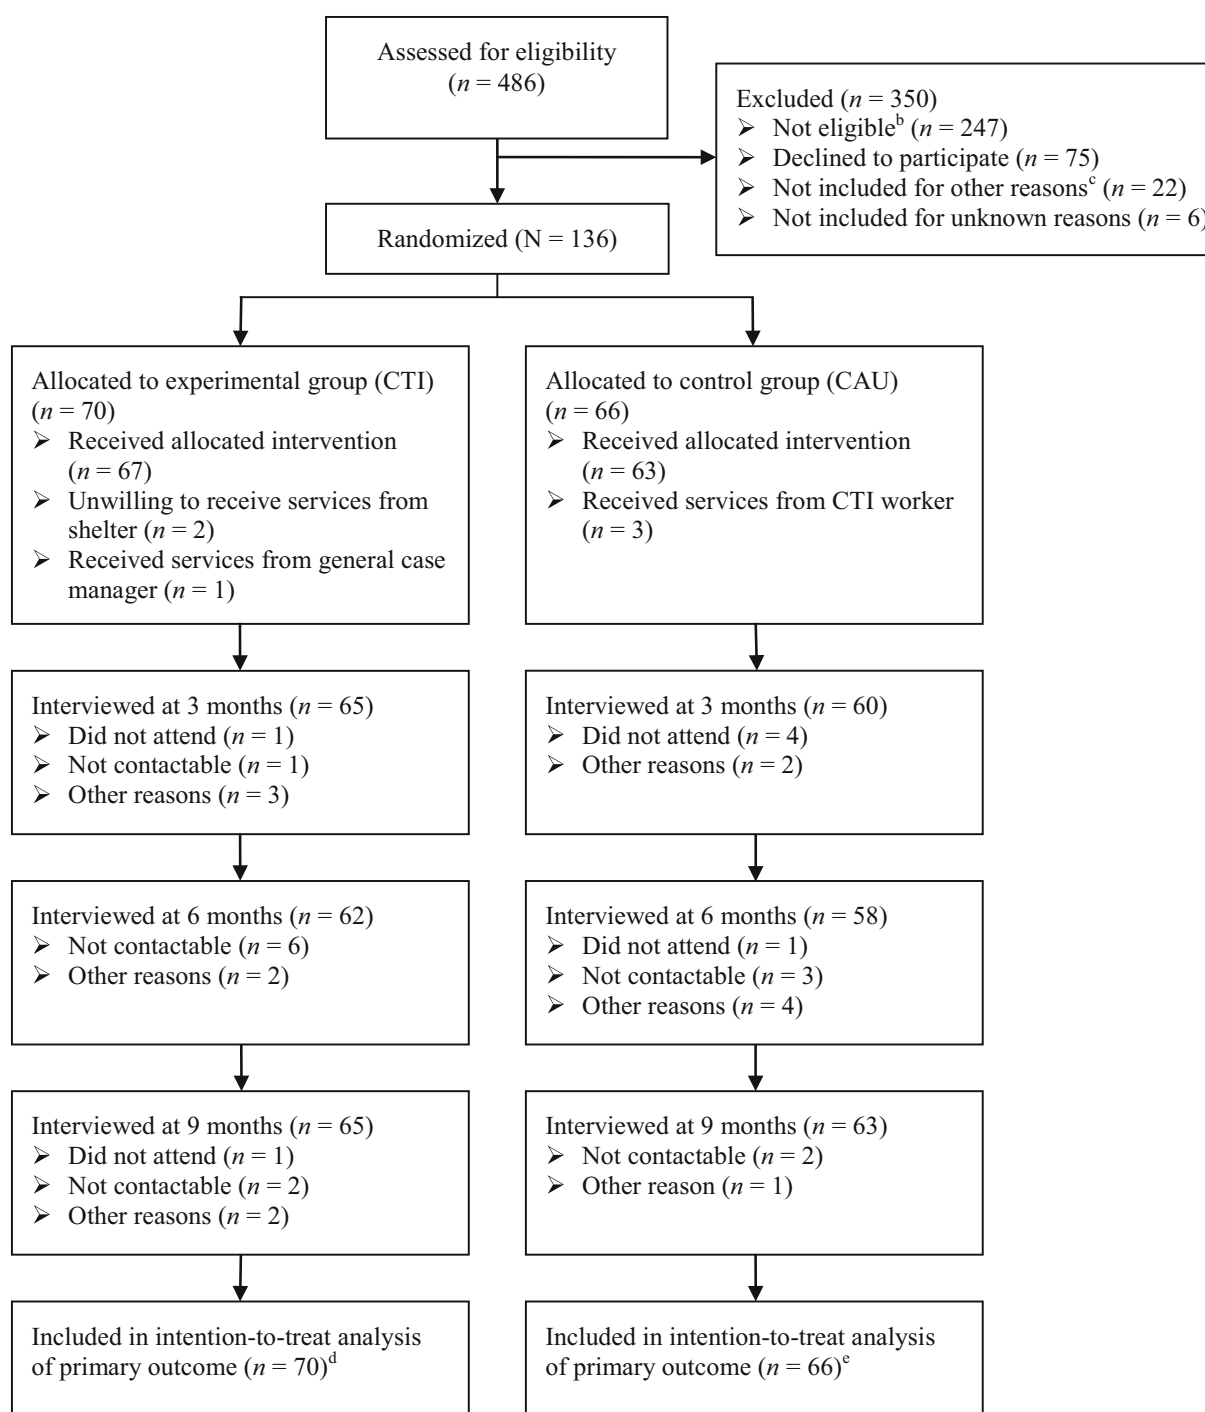 Assessed for eligibility
(n = 486)
Excluded (n = 350)
➢ Not eligibleᵇ (n = 247)
➢ Declined to participate (n = 75)
➢ Not included for other reasonsᶜ (n = 22)
➢ Not included for unknown reasons (n = 6)
Randomized (N = 136)
Allocated to experimental group (CTI)
(n = 70)
➢ Received allocated intervention
(n = 67)
➢ Unwilling to receive services from
shelter (n = 2)
➢ Received services from general case
manager (n = 1)
Allocated to control group (CAU)
(n = 66)
➢ Received allocated intervention
(n = 63)
➢ Received services from CTI worker
(n = 3)
Interviewed at 3 months (n = 65)
➢ Did not attend (n = 1)
➢ Not contactable (n = 1)
➢ Other reasons (n = 3)
Interviewed at 3 months (n = 60)
➢ Did not attend (n = 4)
➢ Other reasons (n = 2)
Interviewed at 6 months (n = 62)
➢ Not contactable (n = 6)
➢ Other reasons (n = 2)
Interviewed at 6 months (n = 58)
➢ Did not attend (n = 1)
➢ Not contactable (n = 3)
➢ Other reasons (n = 4)
Interviewed at 9 months (n = 65)
➢ Did not attend (n = 1)
➢ Not contactable (n = 2)
➢ Other reasons (n = 2)
Interviewed at 9 months (n = 63)
➢ Not contactable (n = 2)
➢ Other reason (n = 1)
Included in intention-to-treat analysis
of primary outcome (n = 70)ᵈ
Included in intention-to-treat analysis
of primary outcome (n = 66)ᵉ